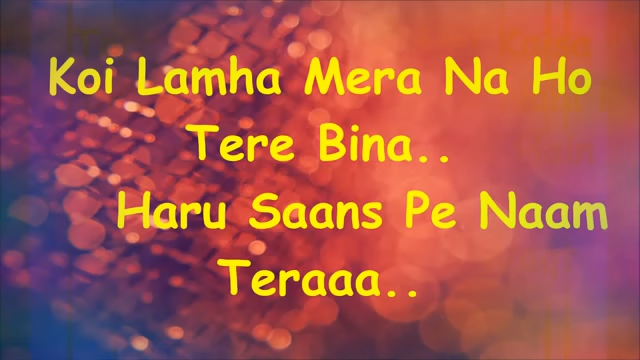 Koi Lamha Mera Na Ho
Tere Bina..
Haru Saans Pe Naam
Teraaa..